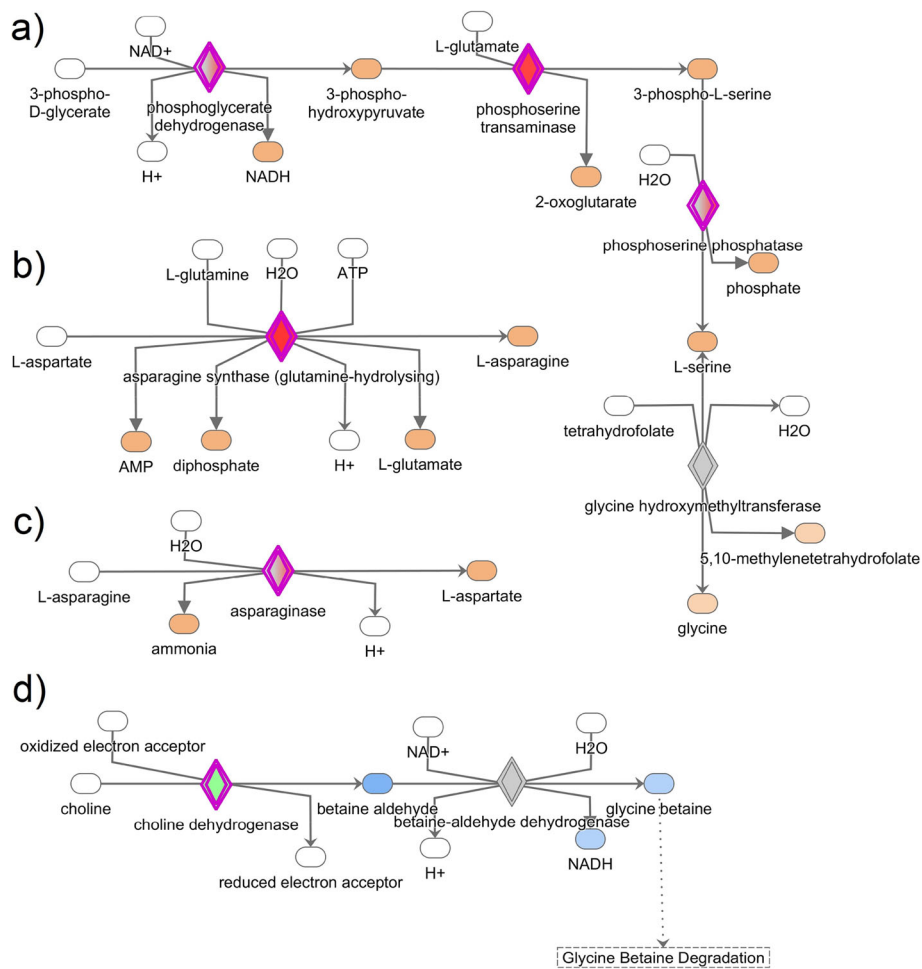 a)
NAD+
3-phospho-
D-glycerate
phosphoglycerate
dehydrogenase
H+
NADH
3-phospho-
hydroxypyruvate
L-glutamate
phosphoserine
transaminase
2-oxoglutarate
3-phospho-L-serine
H2O
phosphoserine phosphatase
phosphate
L-serine
tetrahydrofolate
H2O
glycine hydroxymethyltransferase
5,10-methylenetetrahydrofolate
glycine
b)
L-glutamine
H2O
ATP
L-aspartate
L-asparagine
asparagine synthase (glutamine-hydrolysing)
AMP
diphosphate
H+
L-glutamate
c)
H2O
L-asparagine
asparaginase
L-aspartate
ammonia
H+
d)
oxidized electron acceptor
choline
choline dehydrogenase
reduced electron acceptor
betaine aldehyde
NAD+
H2O
betaine-aldehyde dehydrogenase
glycine betaine
H+
NADH
Glycine Betaine Degradation